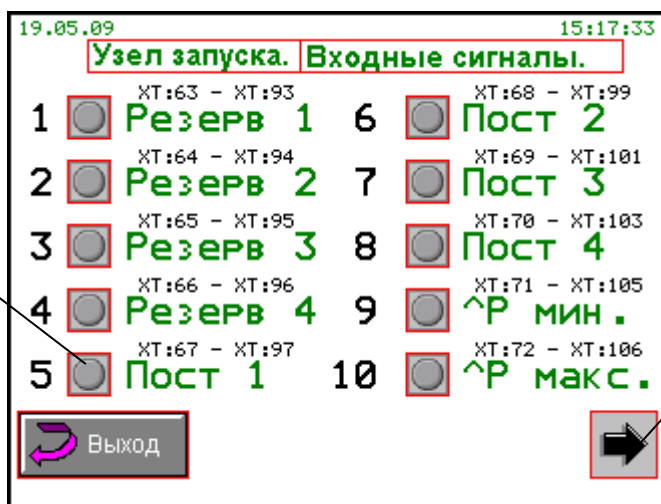 19.05.09 15:17:33
Узел запуска. Входные сигналы.
XT:63 - XT:93
1 Резерв 1
XT:64 - XT:94
2 Резерв 2
XT:65 - XT:95
3 Резерв 3
XT:66 - XT:96
4 Резерв 4
XT:67 - XT:97
5 Пост 1
XT:68 - XT:99
6 Пост 2
XT:69 - XT:101
7 Пост 3
XT:70 - XT:103
8 Пост 4
XT:71 - XT:105
9 ^Р мин.
XT:72 - XT:106
10 ^Р макс.
Выход